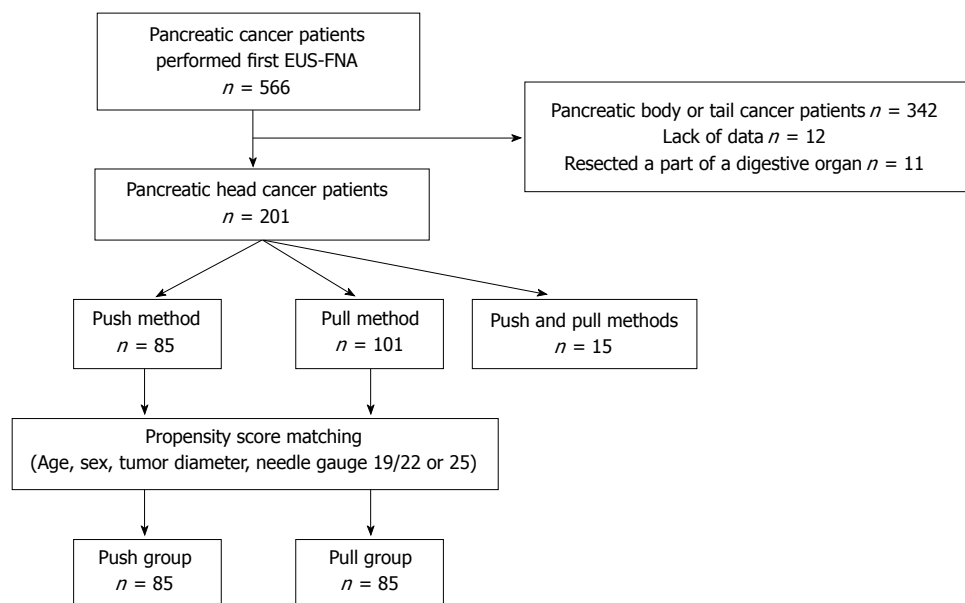 Pancreatic cancer patients
performed first EUS-FNA
n = 566
Pancreatic body or tail cancer patients n = 342
Lack of data n = 12
Resected a part of a digestive organ n = 11
Pancreatic head cancer patients
n = 201
Push method
n = 85
Pull method
n = 101
Push and pull methods
n = 15
Propensity score matching
(Age, sex, tumor diameter, needle gauge 19/22 or 25)
Push group
n = 85
Pull group
n = 85